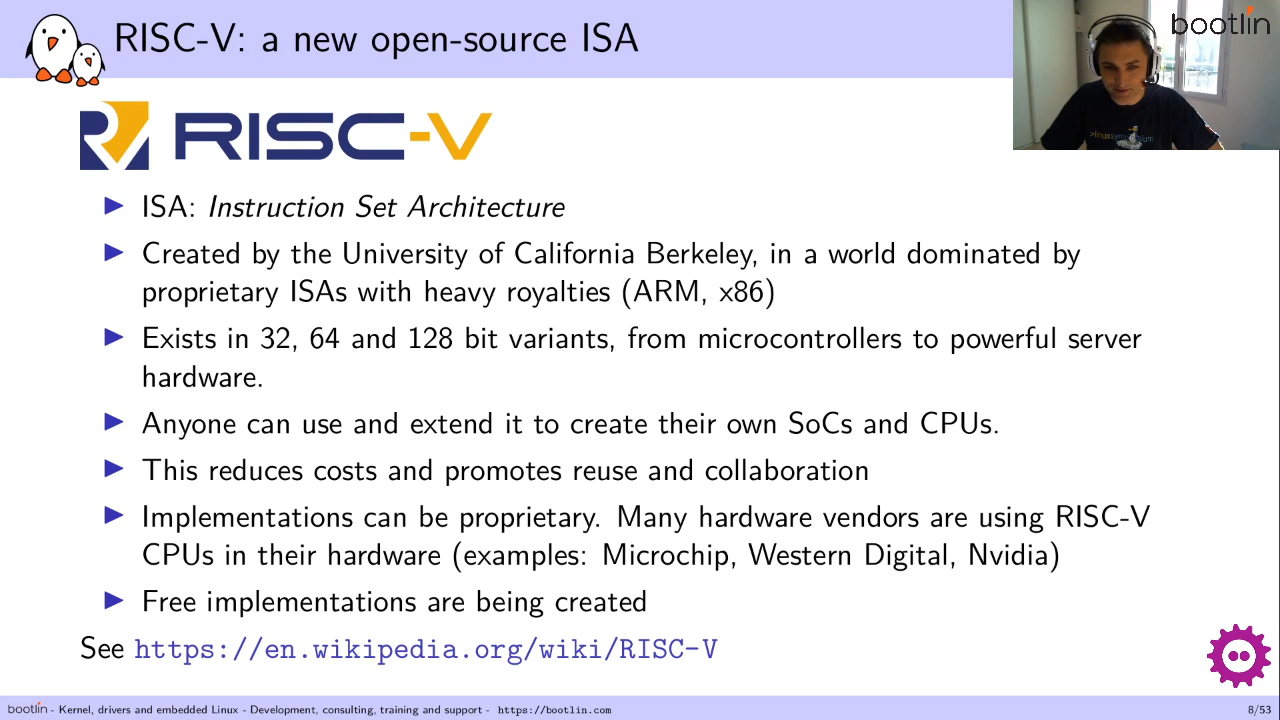 RISC-V: a new open-source ISA
bootlin
RISC-V
▶ ISA: Instruction Set Architecture
▶ Created by the University of California Berkeley, in a world dominated by
proprietary ISAs with heavy royalties (ARM, x86)
▶ Exists in 32, 64 and 128 bit variants, from microcontrollers to powerful server
hardware.
▶ Anyone can use and extend it to create their own SoCs and CPUs.
▶ This reduces costs and promotes reuse and collaboration
▶ Implementations can be proprietary. Many hardware vendors are using RISC-V
CPUs in their hardware (examples: Microchip, Western Digital, Nvidia)
▶ Free implementations are being created
See https://en.wikipedia.org/wiki/RISC-V
bootlin - Kernel, drivers and embedded Linux - Development, consulting, training and support - https://bootlin.com
8/53